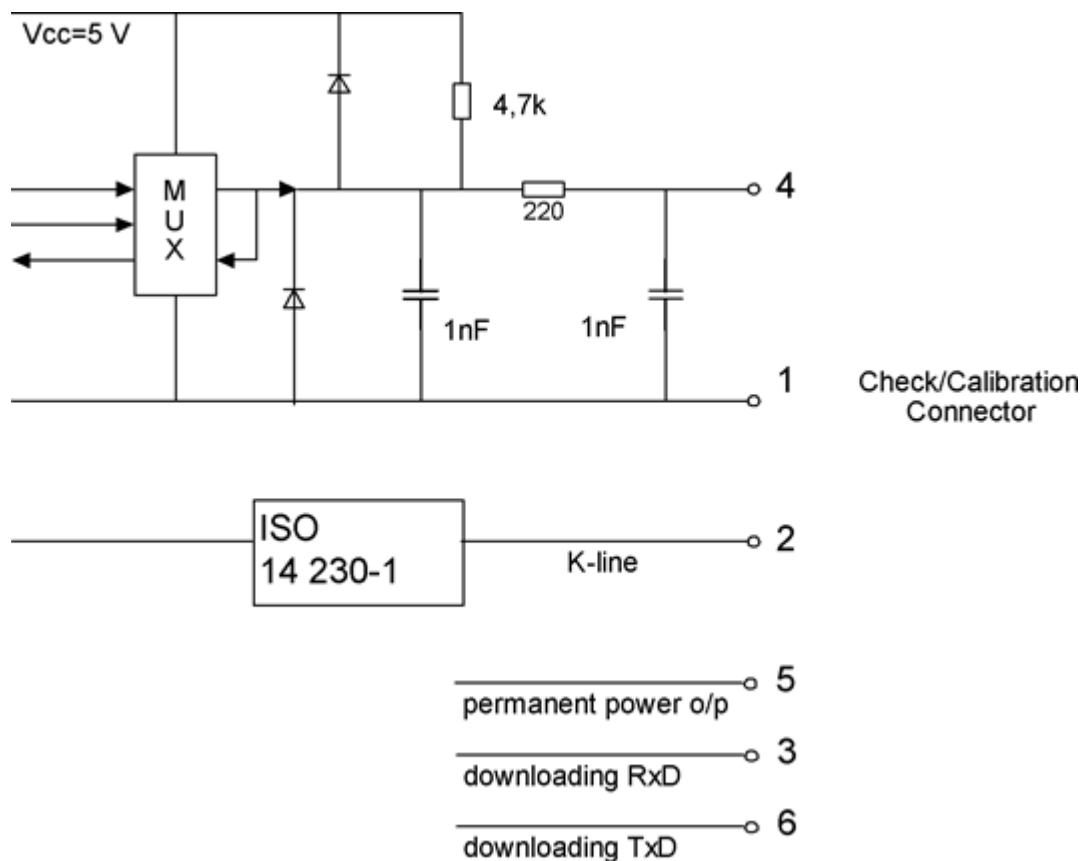 Vcc=5 V
4,7k
M
U
X
220
4
1nF
1nF
1
Check/Calibration
Connector
ISO
14 230-1
K-line
2
permanent power o/p
5
downloading RxD
3
downloading TxD
6